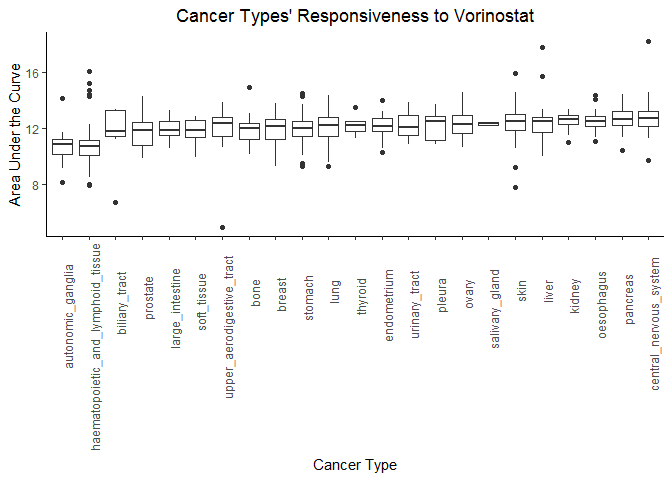 Cancer Types' Responsiveness to Vorinostat
Area Under the Curve
16
12
8
autonomic_ganglia
haematopoietic_and_lymphoid_tissue
biliary_tract
prostate
large_intestine
soft_tissue
upper_aerodigestive_tract
bone
breast
stomach
lung
thyroid
endometrium
urinary_tract
pleura
ovary
salivary_gland
skin
liver
kidney
oesophagus
pancreas
central_nervous_system
Cancer Type